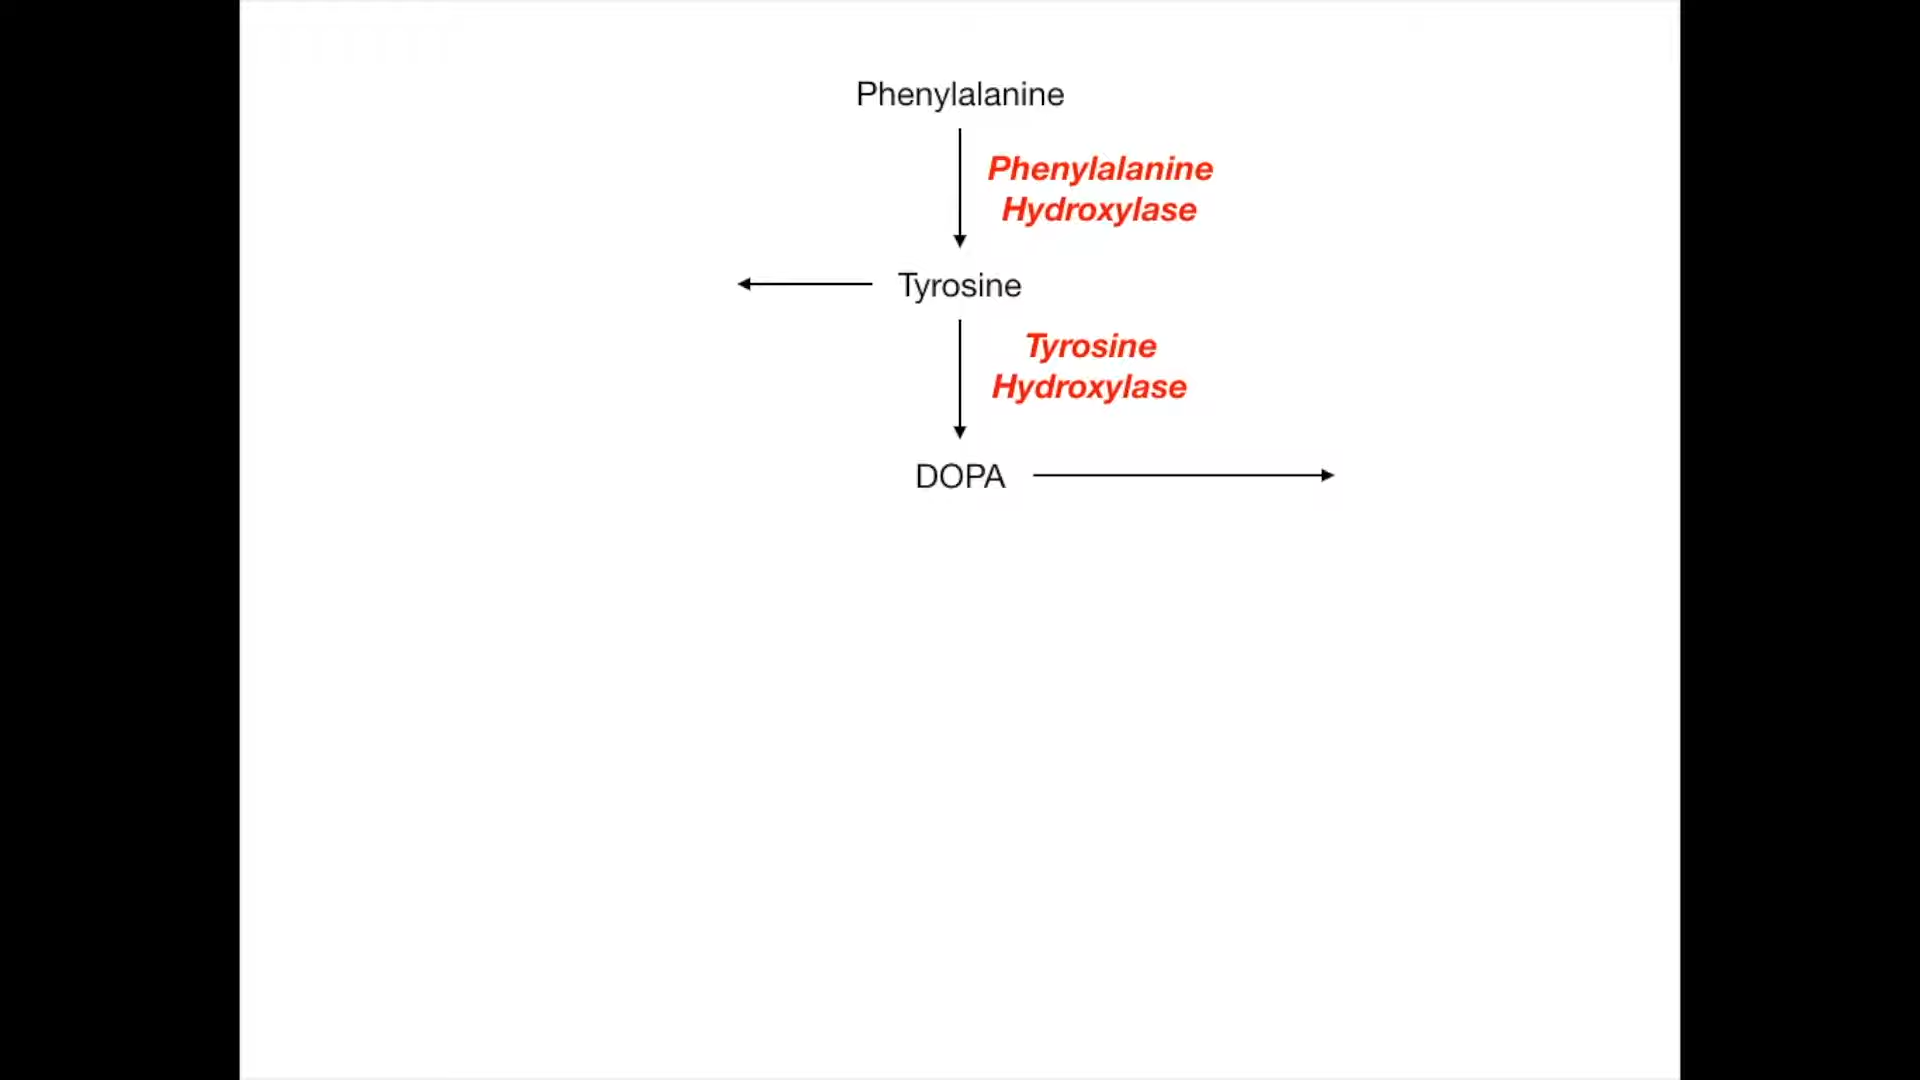 Phenylalanine
Phenylalanine
Hydroxylase
Tyrosine
Tyrosine
Hydroxylase
DOPA